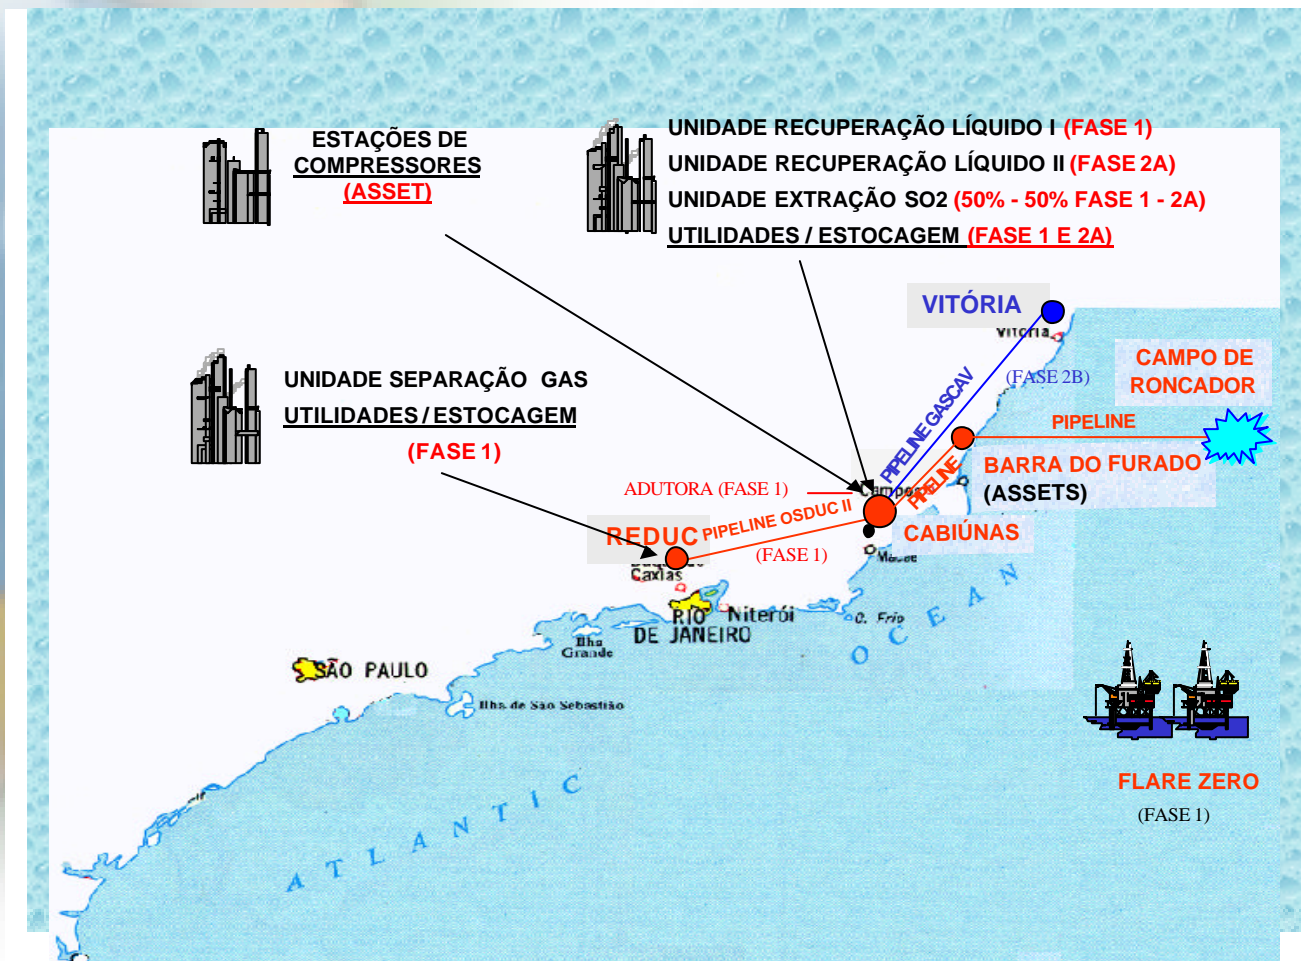 ESTAÇÕES DE
COMPRESSORES
(ASSET)
UNIDADE RECUPERAÇÃO LÍQUIDO I (FASE 1)
UNIDADE RECUPERAÇÃO LÍQUIDO II (FASE 2A)
UNIDADE EXTRAÇÃO SO2 (50% - 50% FASE 1 - 2A)
UTILIDADES / ESTOCAGEM (FASE 1 E 2A)
VITÓRIA
Vitória
CAMPO DE
RONCADOR
UNIDADE SEPARAÇÃO GAS
UTILIDADES / ESTOCAGEM
(FASE 1)
(FASE 2B)
PIPELINE GASCAV
PIPELINE
PIPELINE
BARRA DO FURADO
(ASSETS)
ADUTORA (FASE 1)
Campos
REDUC
PIPELINE OSDUC II
(FASE 1)
CABIÚNAS
Macaé
Caxias
RIO
DE JANEIRO
Niterói
C. Frio
OCEAN
Ilha
Grande
SÃO PAULO
Ilha de São Sebastião
ATLANTIC
FLARE ZERO
(FASE 1)